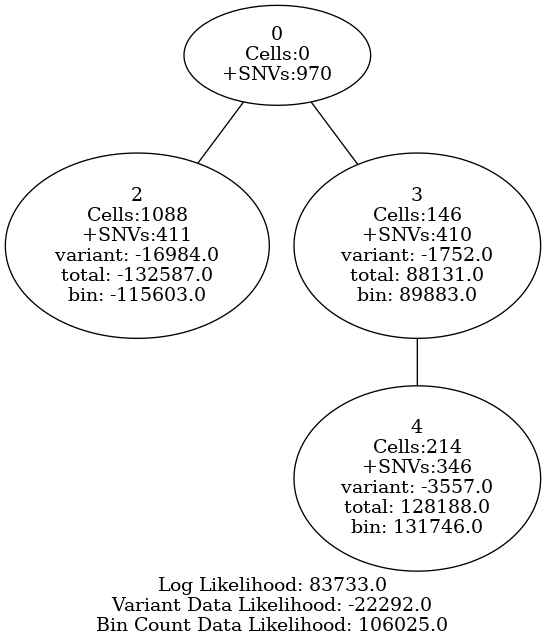 0
Cells:0
+SNVs:970
2
Cells:1088
+SNVs:411
variant: -16984.0
total: -132587.0
bin: -115603.0
3
Cells:146
+SNVs:410
variant: -1752.0
total: 88131.0
bin: 89883.0
4
Cells:214
+SNVs:346
variant: -3557.0
total: 128188.0
bin: 131746.0
Log Likelihood: 83733.0
Variant Data Likelihood: -22292.0
Bin Count Data Likelihood: 106025.0